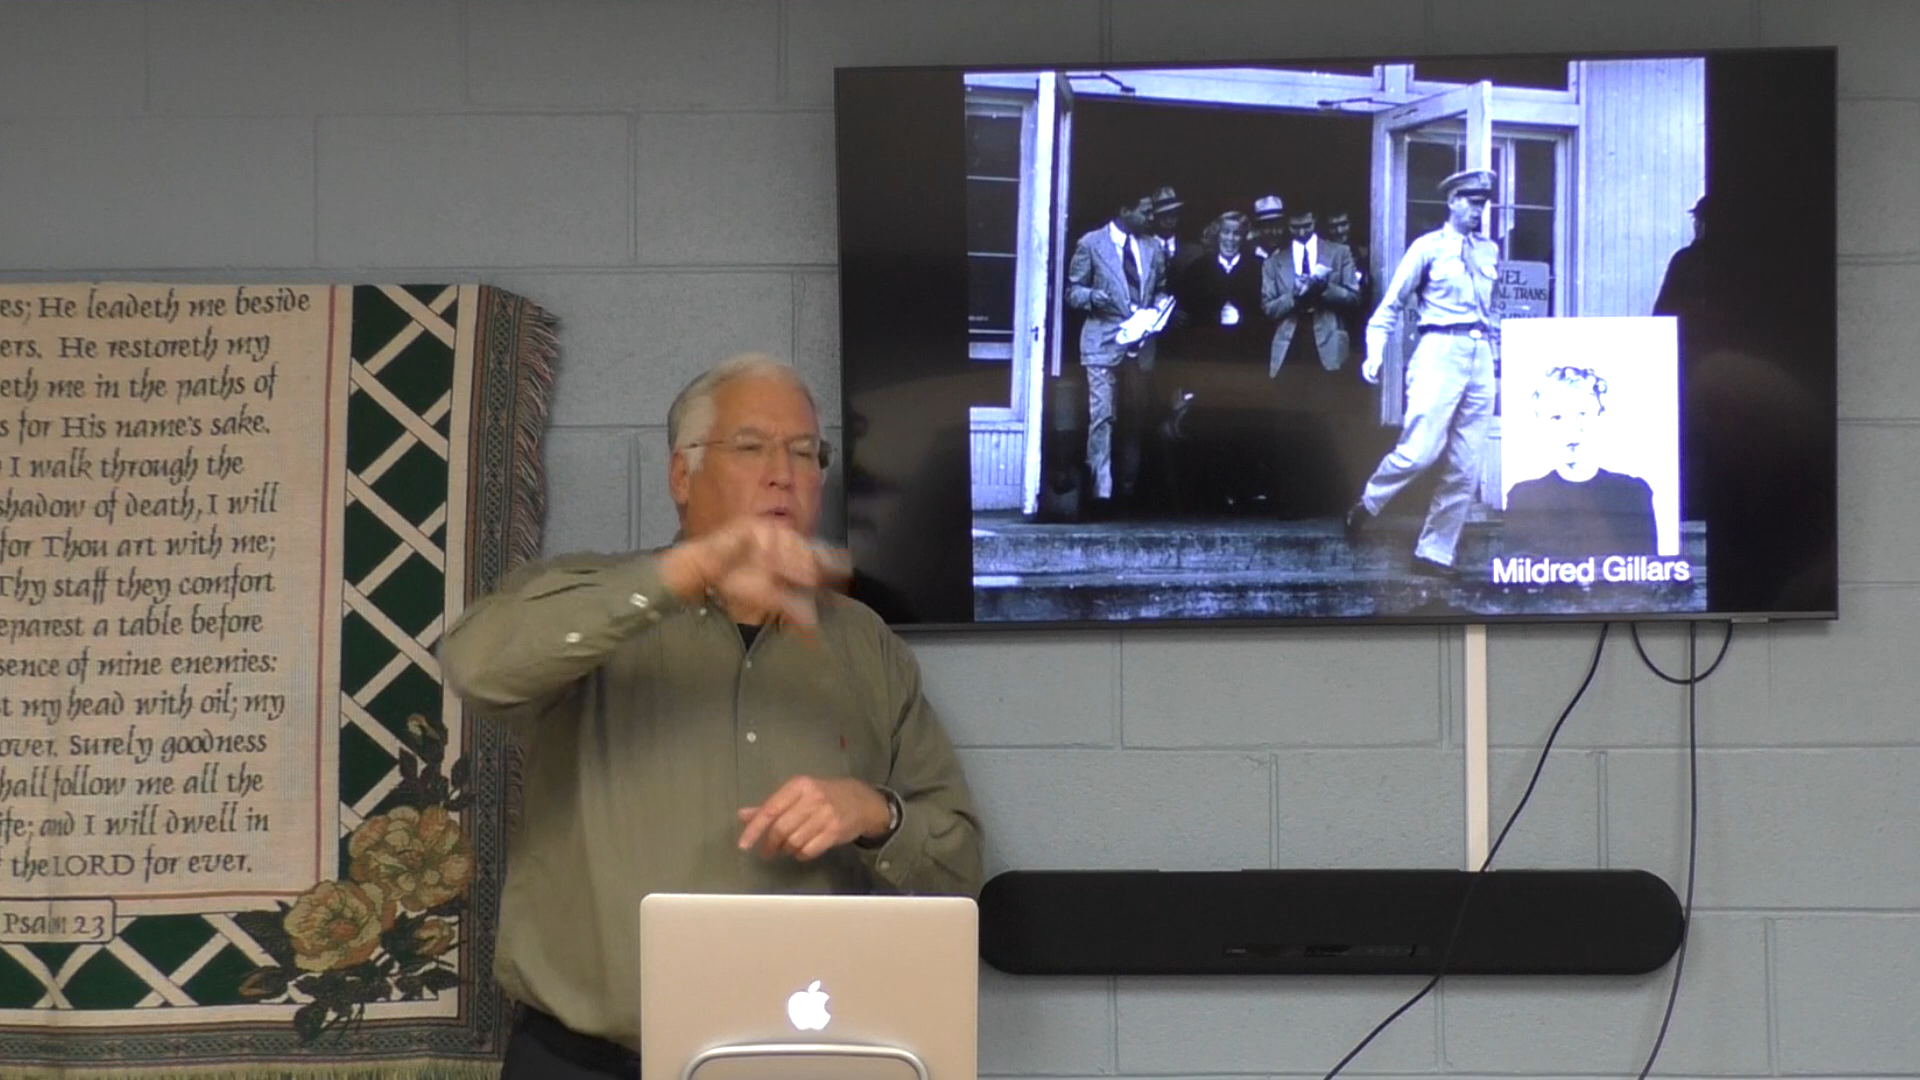 es; He leadeth me beside
ers. He restoreth my
eth me in the paths of
s for His name's sake.
I walk through the
shadow of death, I will
for Thou art with me;
Thy staff they comfort
eparest a table before
sence of mine enemies:
t my head with oil; my
over. Surely goodness
hall follow me all the
ife; and I will dwell in
the LORD for ever.
Psalm 23
NEL
AL TRANS
Mildred Gillars